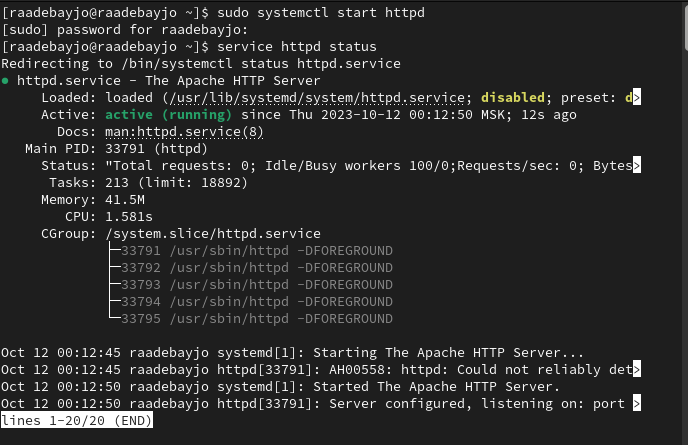 [raadebayjo@raadebayjo ~]$ sudo systemctl start httpd
[sudo] password for raadebayjo:
[raadebayjo@raadebayjo ~]$ service httpd status
Redirecting to /bin/systemctl status httpd.service
● httpd.service - The Apache HTTP Server
     Loaded: loaded (/usr/lib/systemd/system/httpd.service; disabled; preset: d>
     Active: active (running) since Thu 2023-10-12 00:12:50 MSK; 12s ago
       Docs: man:httpd.service(8)
   Main PID: 33791 (httpd)
     Status: "Total requests: 0; Idle/Busy workers 100/0;Requests/sec: 0; Bytes>
      Tasks: 213 (limit: 18892)
     Memory: 41.5M
        CPU: 1.581s
     CGroup: /system.slice/httpd.service
             ├─33791 /usr/sbin/httpd -DFOREGROUND
             ├─33792 /usr/sbin/httpd -DFOREGROUND
             ├─33793 /usr/sbin/httpd -DFOREGROUND
             ├─33794 /usr/sbin/httpd -DFOREGROUND
             └─33795 /usr/sbin/httpd -DFOREGROUND

Oct 12 00:12:45 raadebayjo systemd[1]: Starting The Apache HTTP Server...
Oct 12 00:12:45 raadebayjo httpd[33791]: AH00558: httpd: Could not reliably det>
Oct 12 00:12:50 raadebayjo systemd[1]: Started The Apache HTTP Server.
Oct 12 00:12:50 raadebayjo httpd[33791]: Server configured, listening on: port >
lines 1-20/20 (END)